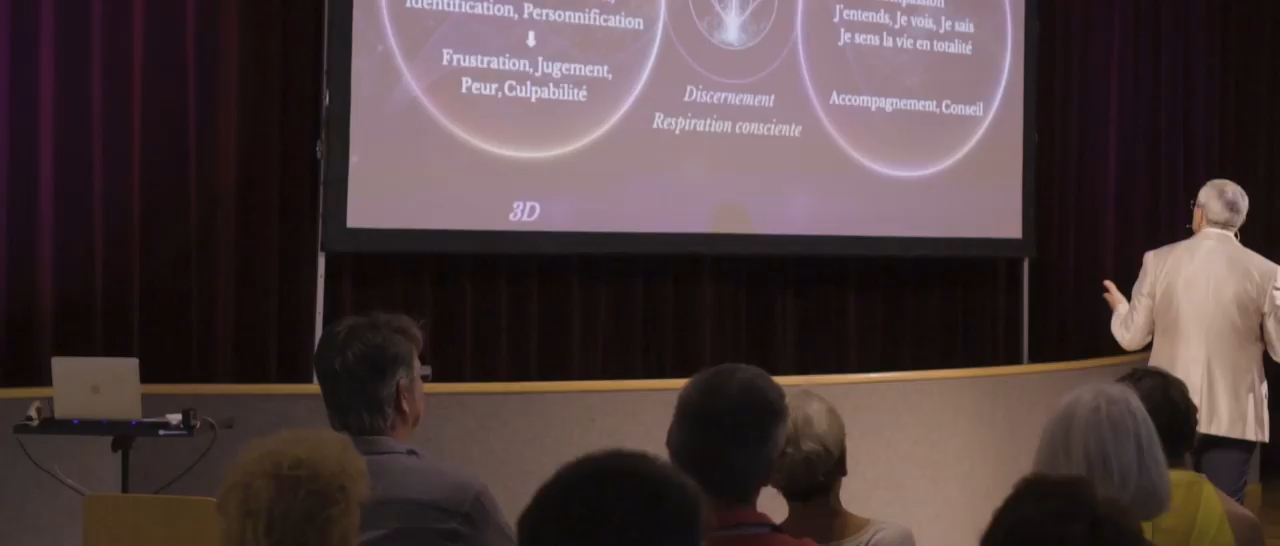 Identification, Personnification
Frustration, Jugement,
Peur, Culpabilité
Discernement
Respiration consciente
J'entends, Je vois, Je sais
Je sens la vie en totalité
Accompagnement, Conseil
3D